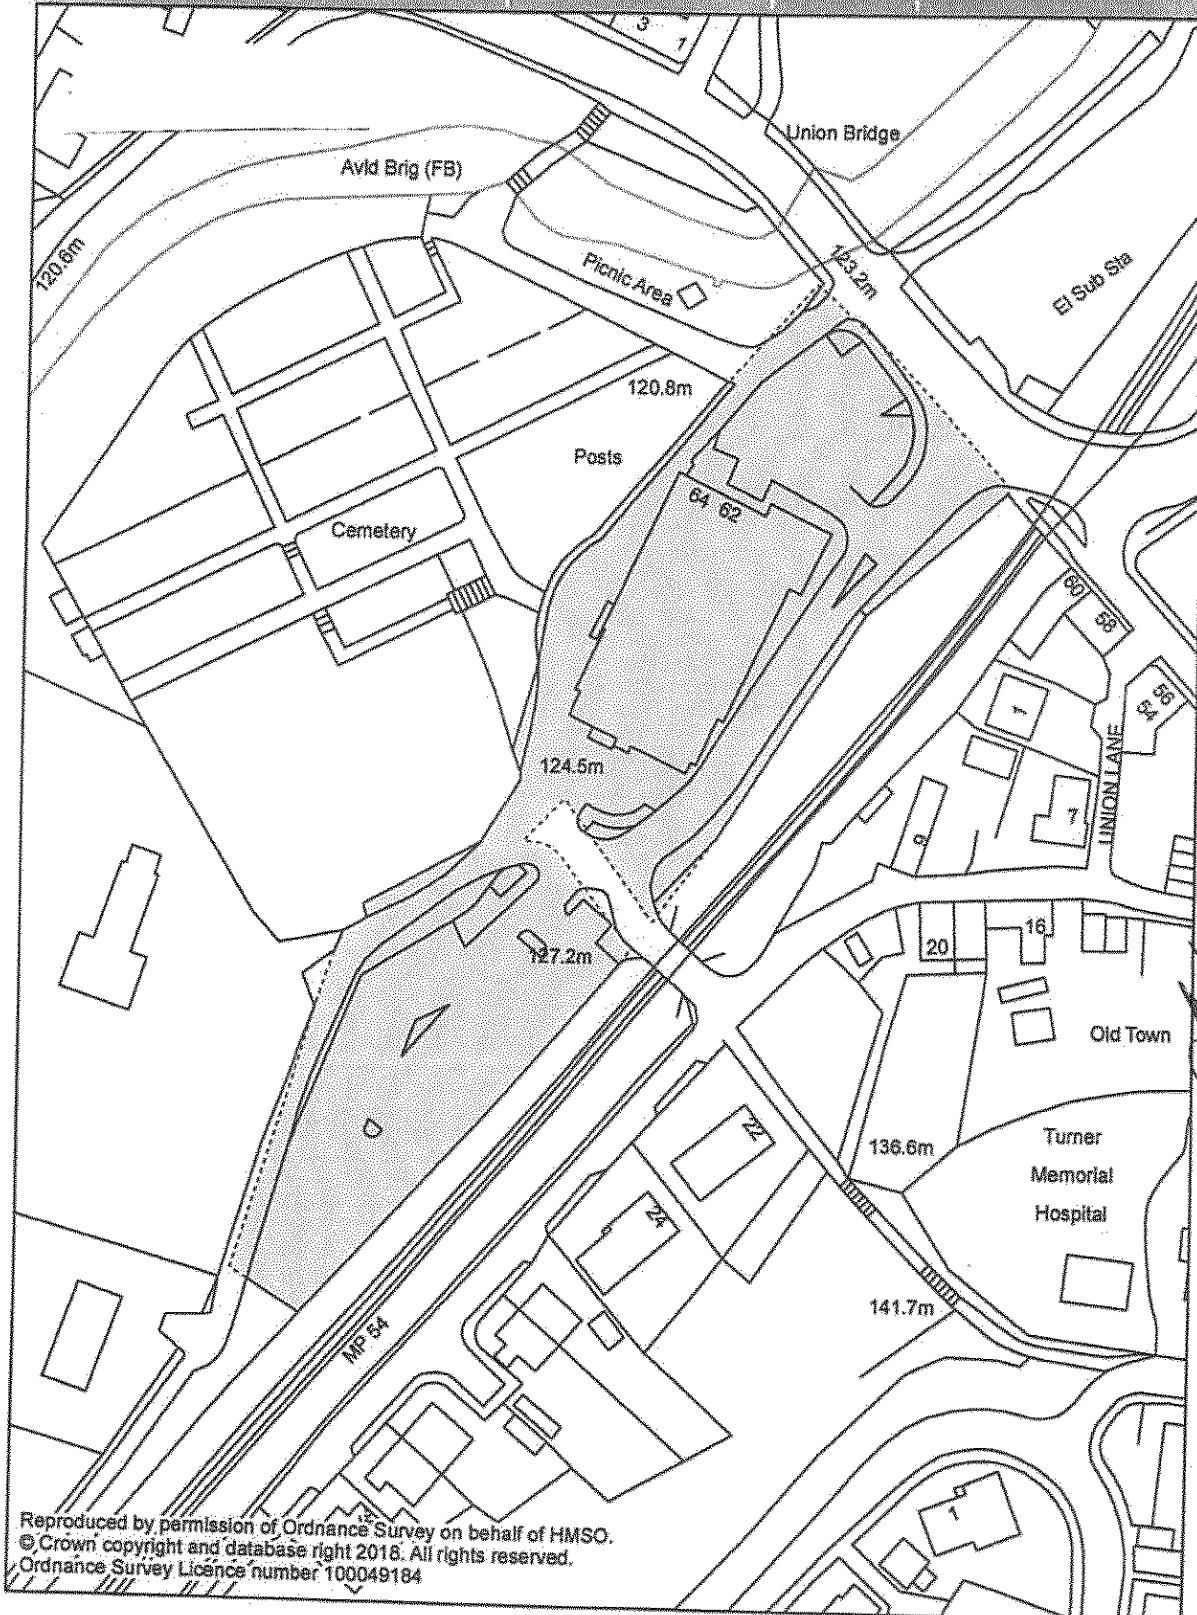 3
1
Union Bridge
Avid Brig (FB)
120.6m
Picnic Area
123.2m
El Sub Sta
120.8m
Posts
64 62
Cemetery
60
58
56
54
1
124.5m
UNION LANE
7
9
127.2m
20
16
Old Town
22
136.6m
Turner
Memorial
Hospital
24
141.7m
MP 54
1
Reproduced by permission of Ordnance Survey on behalf of HMSO.
© Crown copyright and database right 2018. All rights reserved.
Ordnance Survey Licence number 100049184